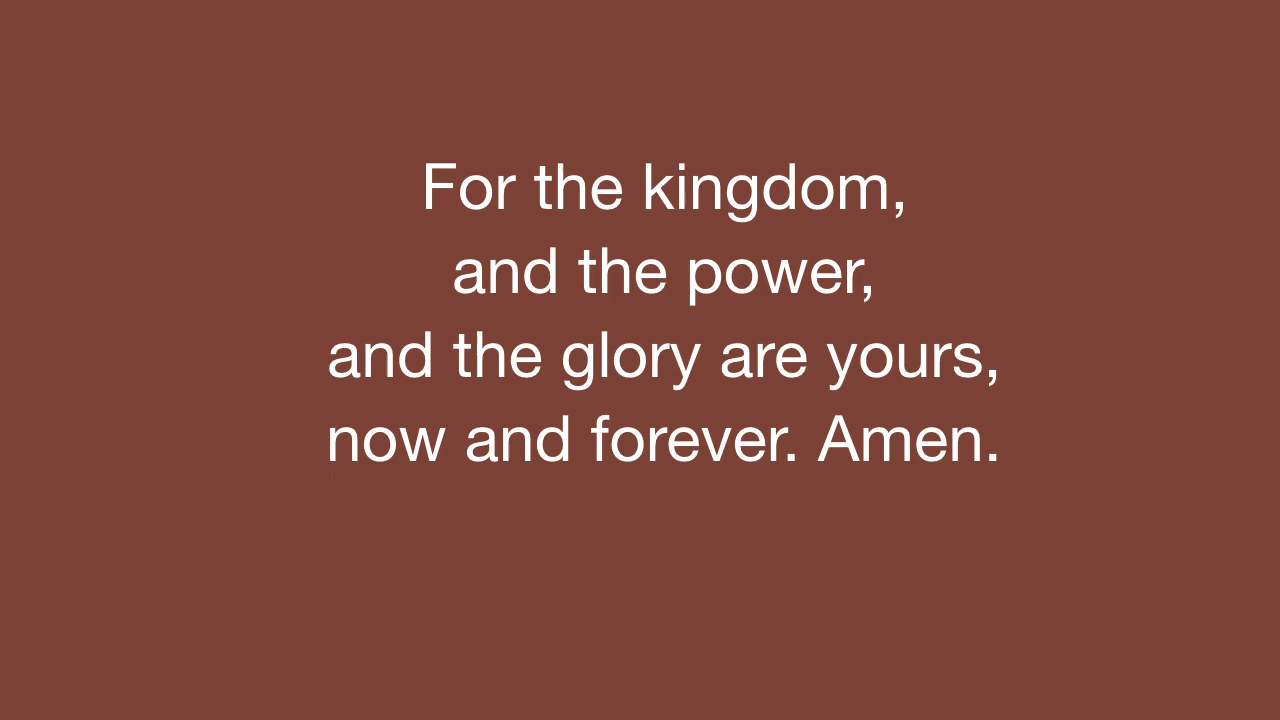 For the kingdom,
and the power,
and the glory are yours,
now and forever. Amen.